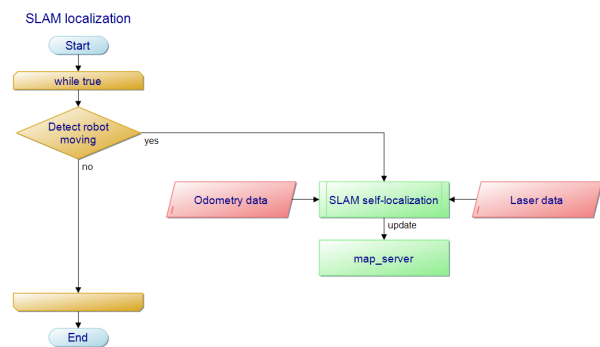 SLAM localization
Start
while true
Detect robot
moving
yes
no
Odometry data
SLAM self-localization
Laser data
update
map_server
End